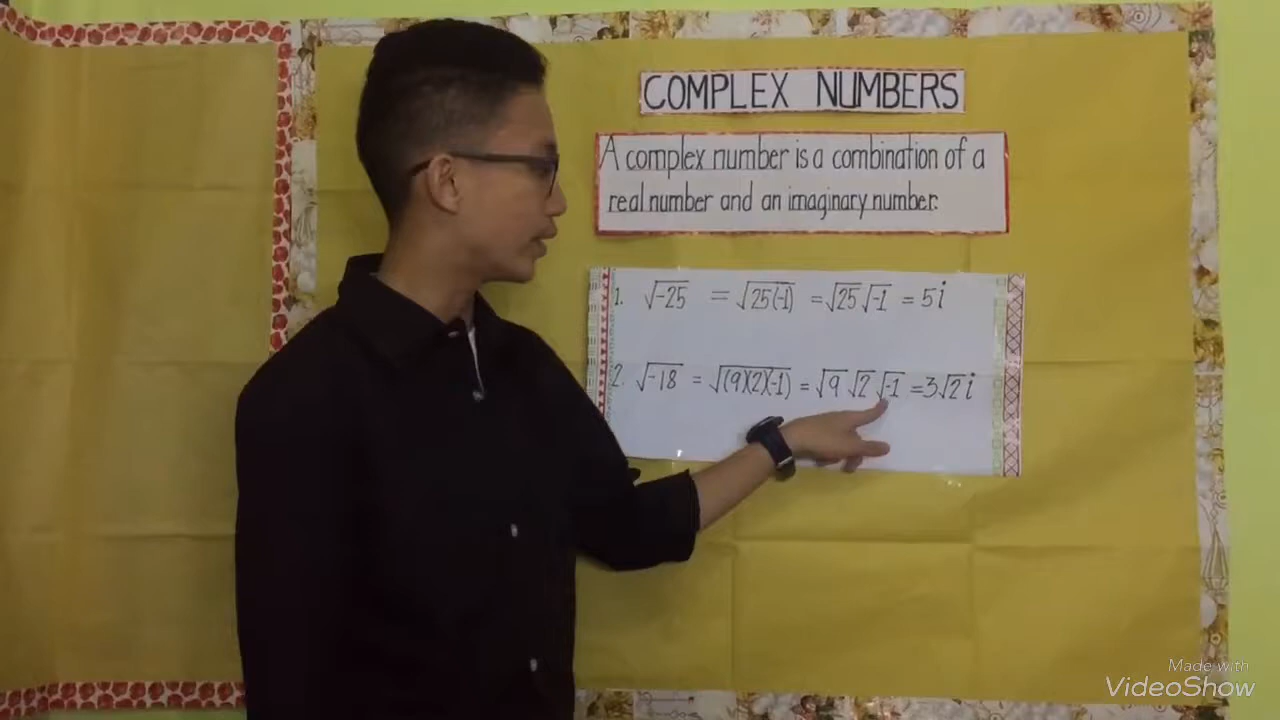 COMPLEX NUMBERS
A complex number is a combination of a
real number and an imaginary number.
1. √-25 = √25(-1) = √25 √-1 = 5i
2. √-18 = √(9)(2)(-1) = √9 √2 √-1 = 3√2 i
Made with
VideoShow